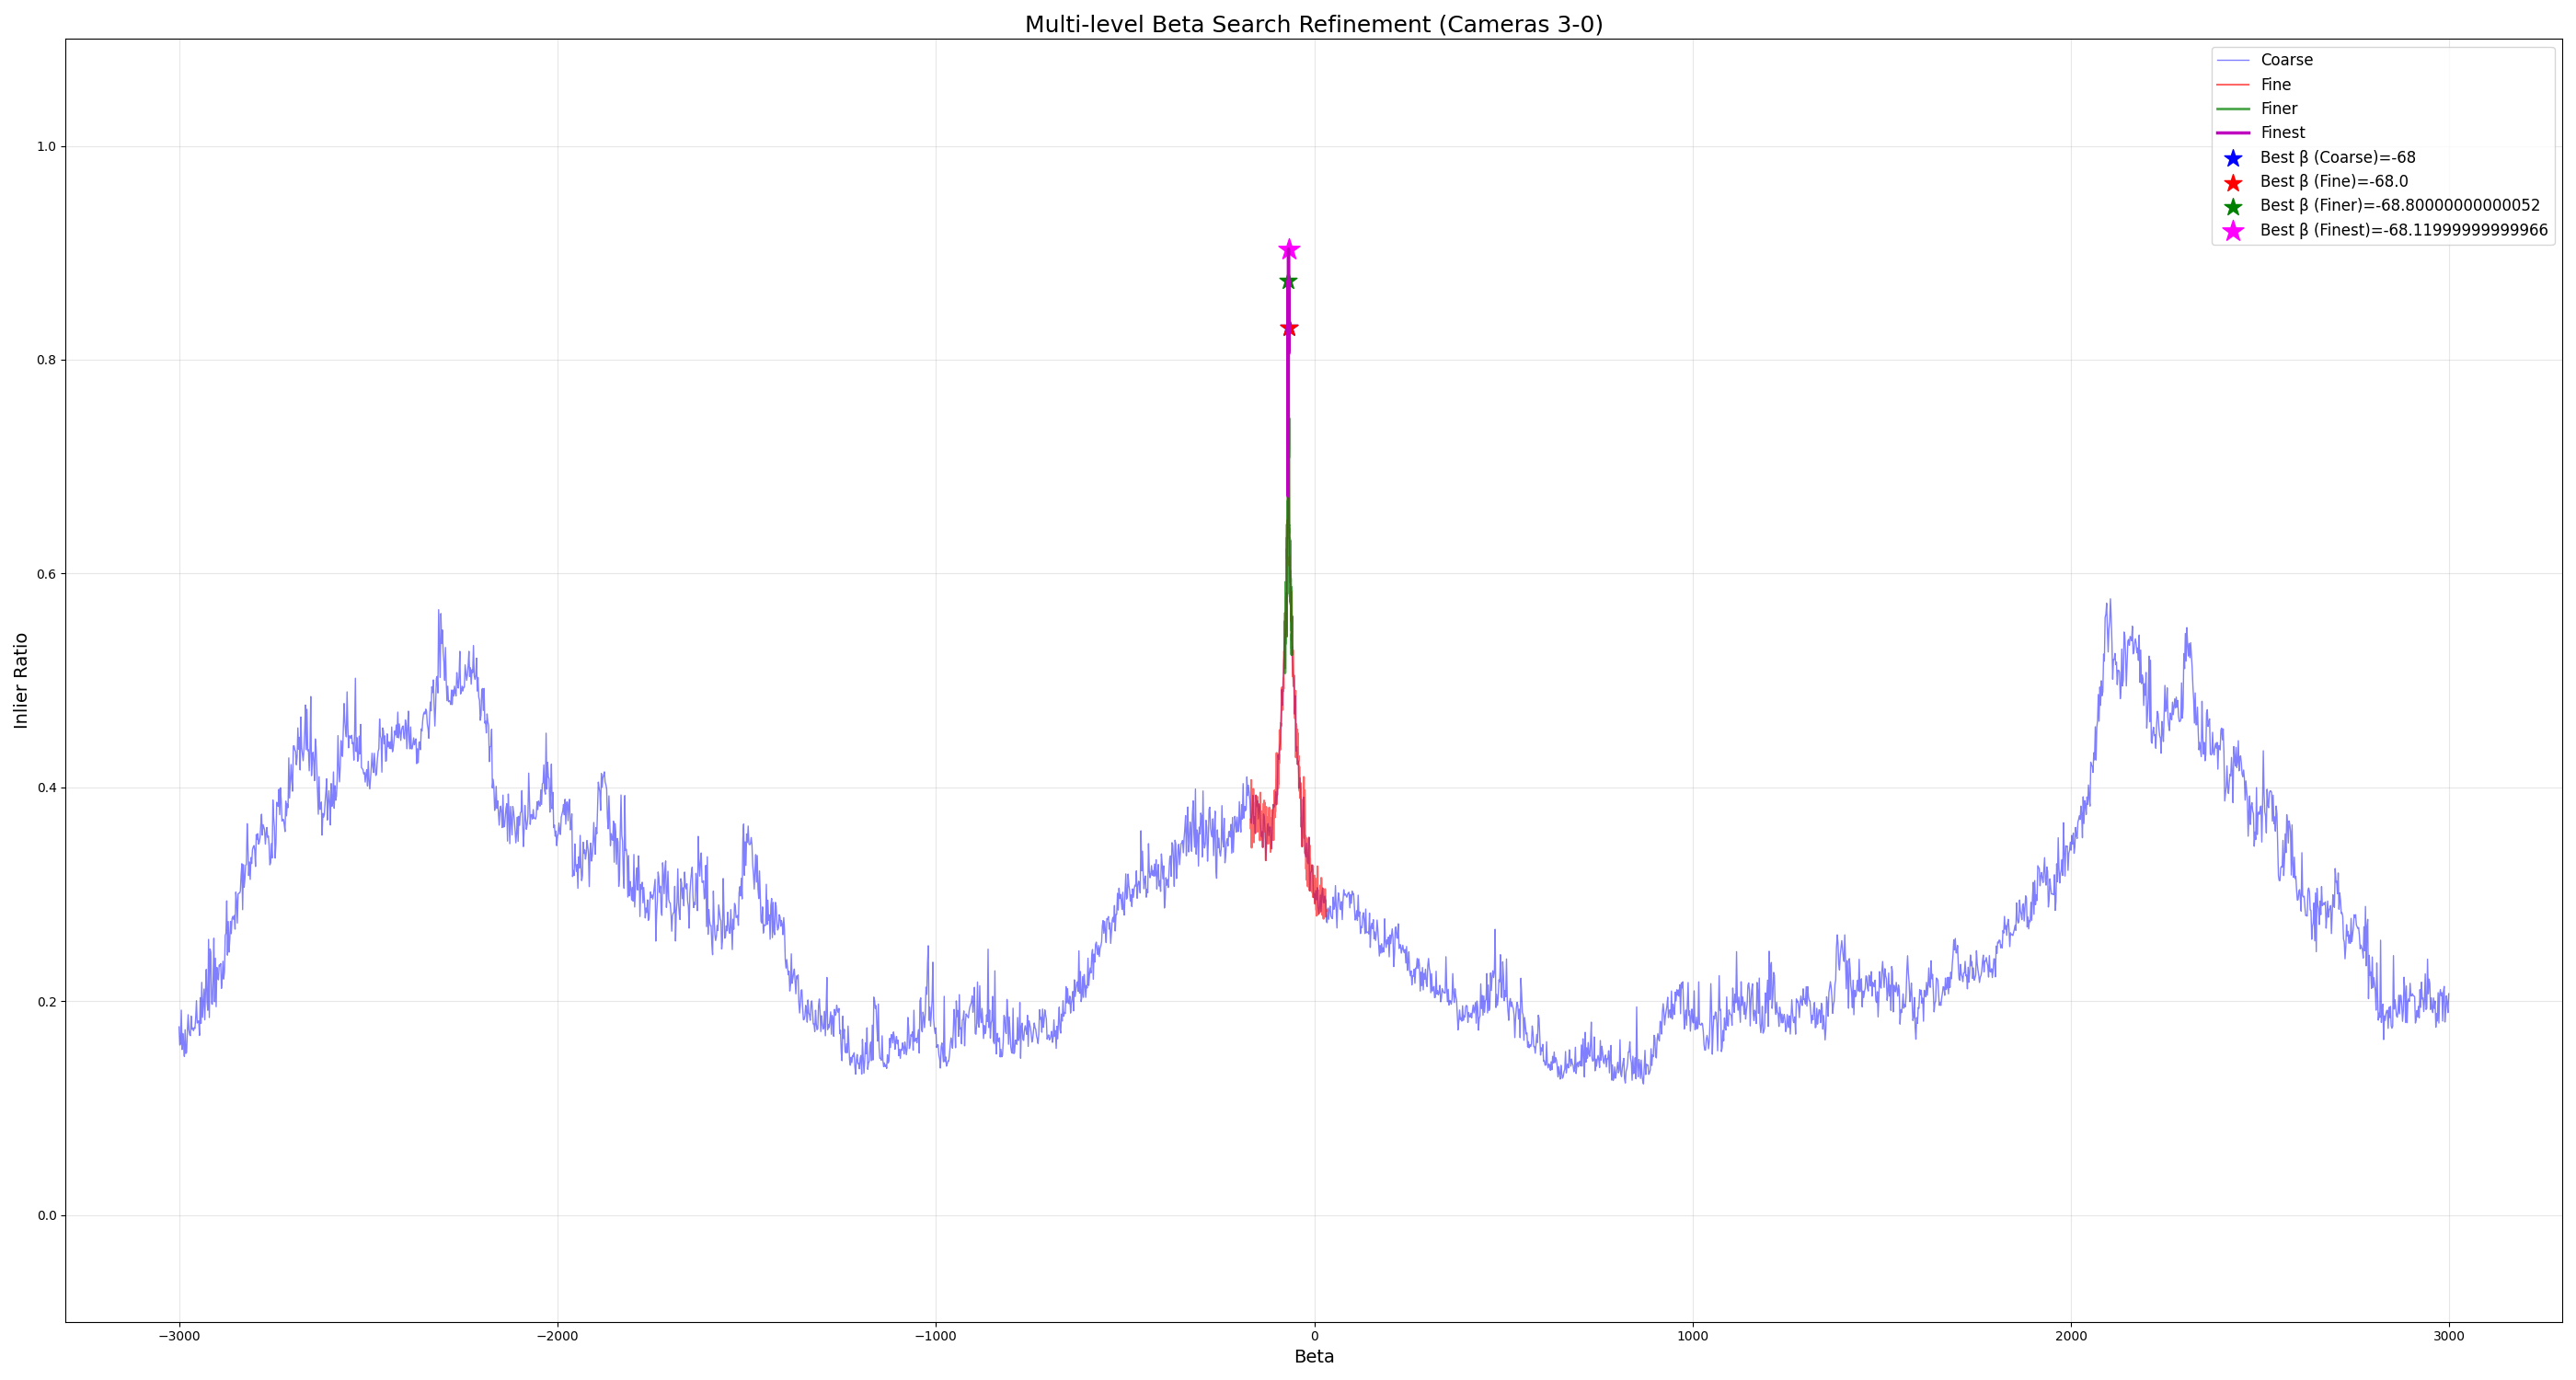 Multi-level Beta Search Refinement (Cameras 3-0)
Coarse
Fine
Finer
Finest
Best β (Coarse)=-68
Best β (Fine)=-68.0
Best β (Finer)=-68.80000000000052
Best β (Finest)=-68.11999999999966
Inlier Ratio
1.0
0.8
0.6
0.4
0.2
0.0
−3000 −2000 −1000 0 1000 2000 3000
Beta